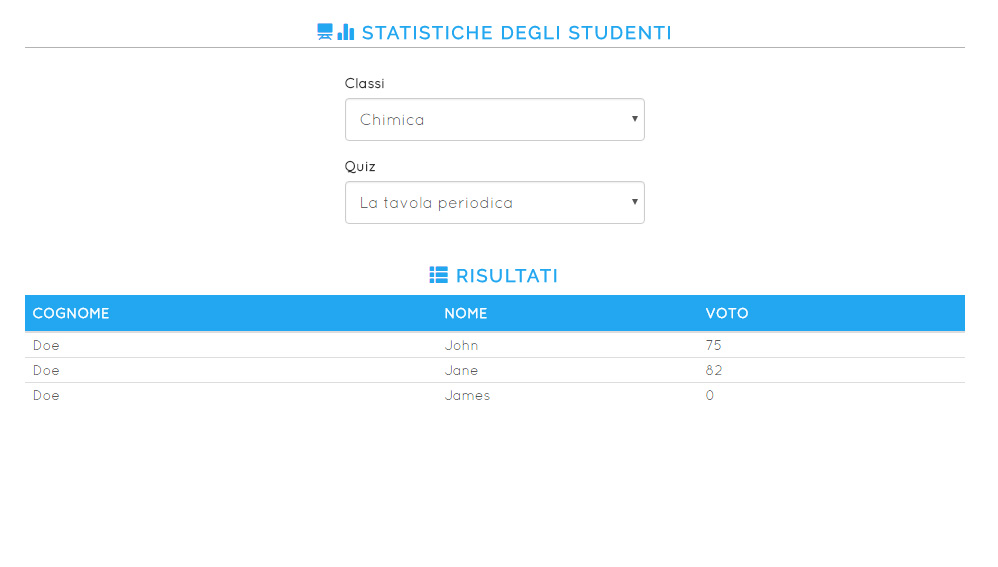 STATISTICHE DEGLI STUDENTI
Classi
Chimica
Quiz
La tavola periodica
RISULTATI
COGNOME NOME VOTO
Doe John 75
Doe Jane 82
Doe James 0